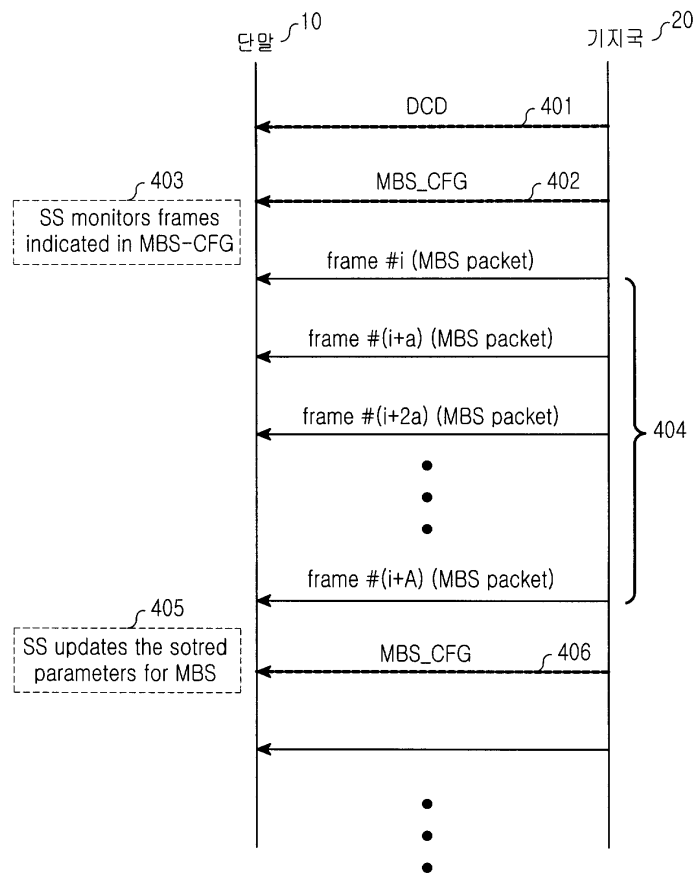 단말 10
기지국 20
DCD 401
403
MBS_CFG 402
SS monitors frames
indicated in MBS-CFG
frame #i (MBS packet)
frame #(i+a) (MBS packet)
frame #(i+2a) (MBS packet)
404
frame #(i+A) (MBS packet)
405
SS updates the sotred
parameters for MBS
MBS_CFG 406